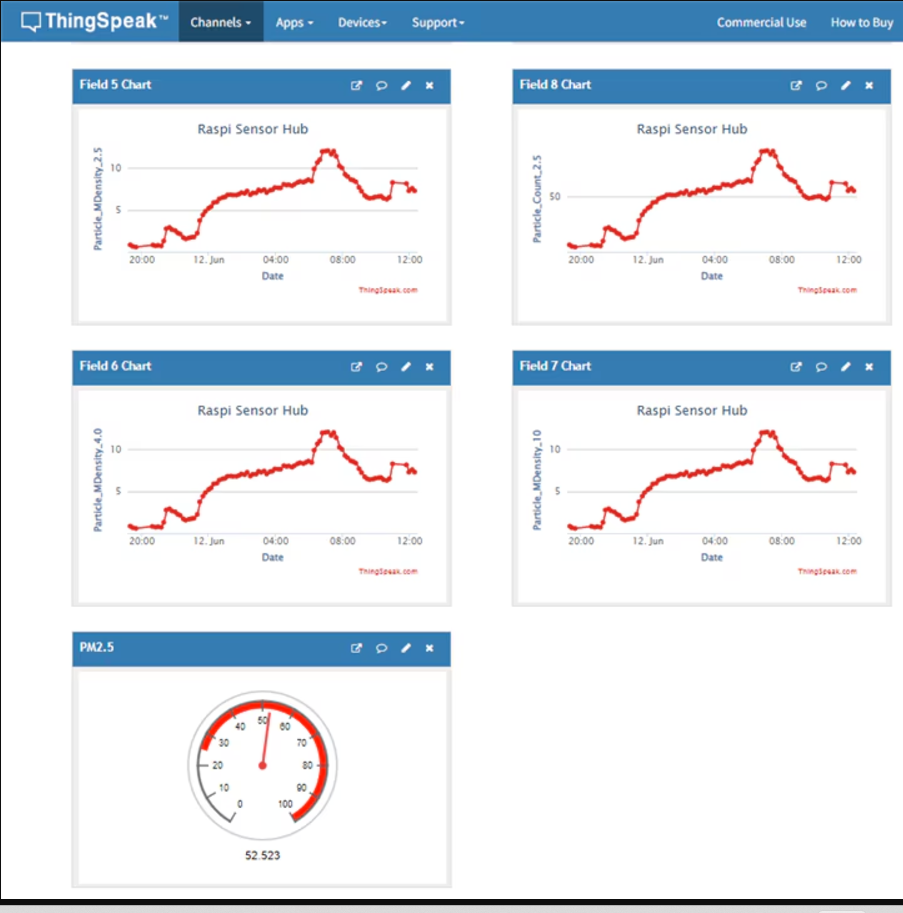 ThingSpeak™ Channels Apps Devices Support Commercial Use How to Buy
Field 5 Chart
Raspi Sensor Hub
Particle_MDensity_2.5
10
5
20:00 12. Jun 04:00 08:00 12:00
Date
ThingSpeak.com
Field 8 Chart
Raspi Sensor Hub
Particle_Count_2.5
50
20:00 12. Jun 04:00 08:00 12:00
Date
ThingSpeak.com
Field 6 Chart
Raspi Sensor Hub
Particle_MDensity_4.0
10
5
20:00 12. Jun 04:00 08:00 12:00
Date
ThingSpeak.com
Field 7 Chart
Raspi Sensor Hub
Particle_MDensity_10
10
5
20:00 12. Jun 04:00 08:00 12:00
Date
ThingSpeak.com
PM2.5
0
10
20
30
40
50
60
70
80
90
100
52.523